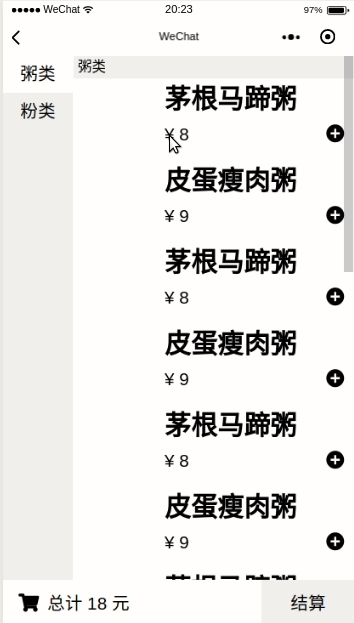 WeChat 20:23 97%
WeChat
粥类
粉类
粥类
茅根马蹄粥
¥ 8
皮蛋瘦肉粥
¥ 9
茅根马蹄粥
¥ 8
皮蛋瘦肉粥
¥ 9
茅根马蹄粥
¥ 8
皮蛋瘦肉粥
¥ 9
总计 18 元
结算